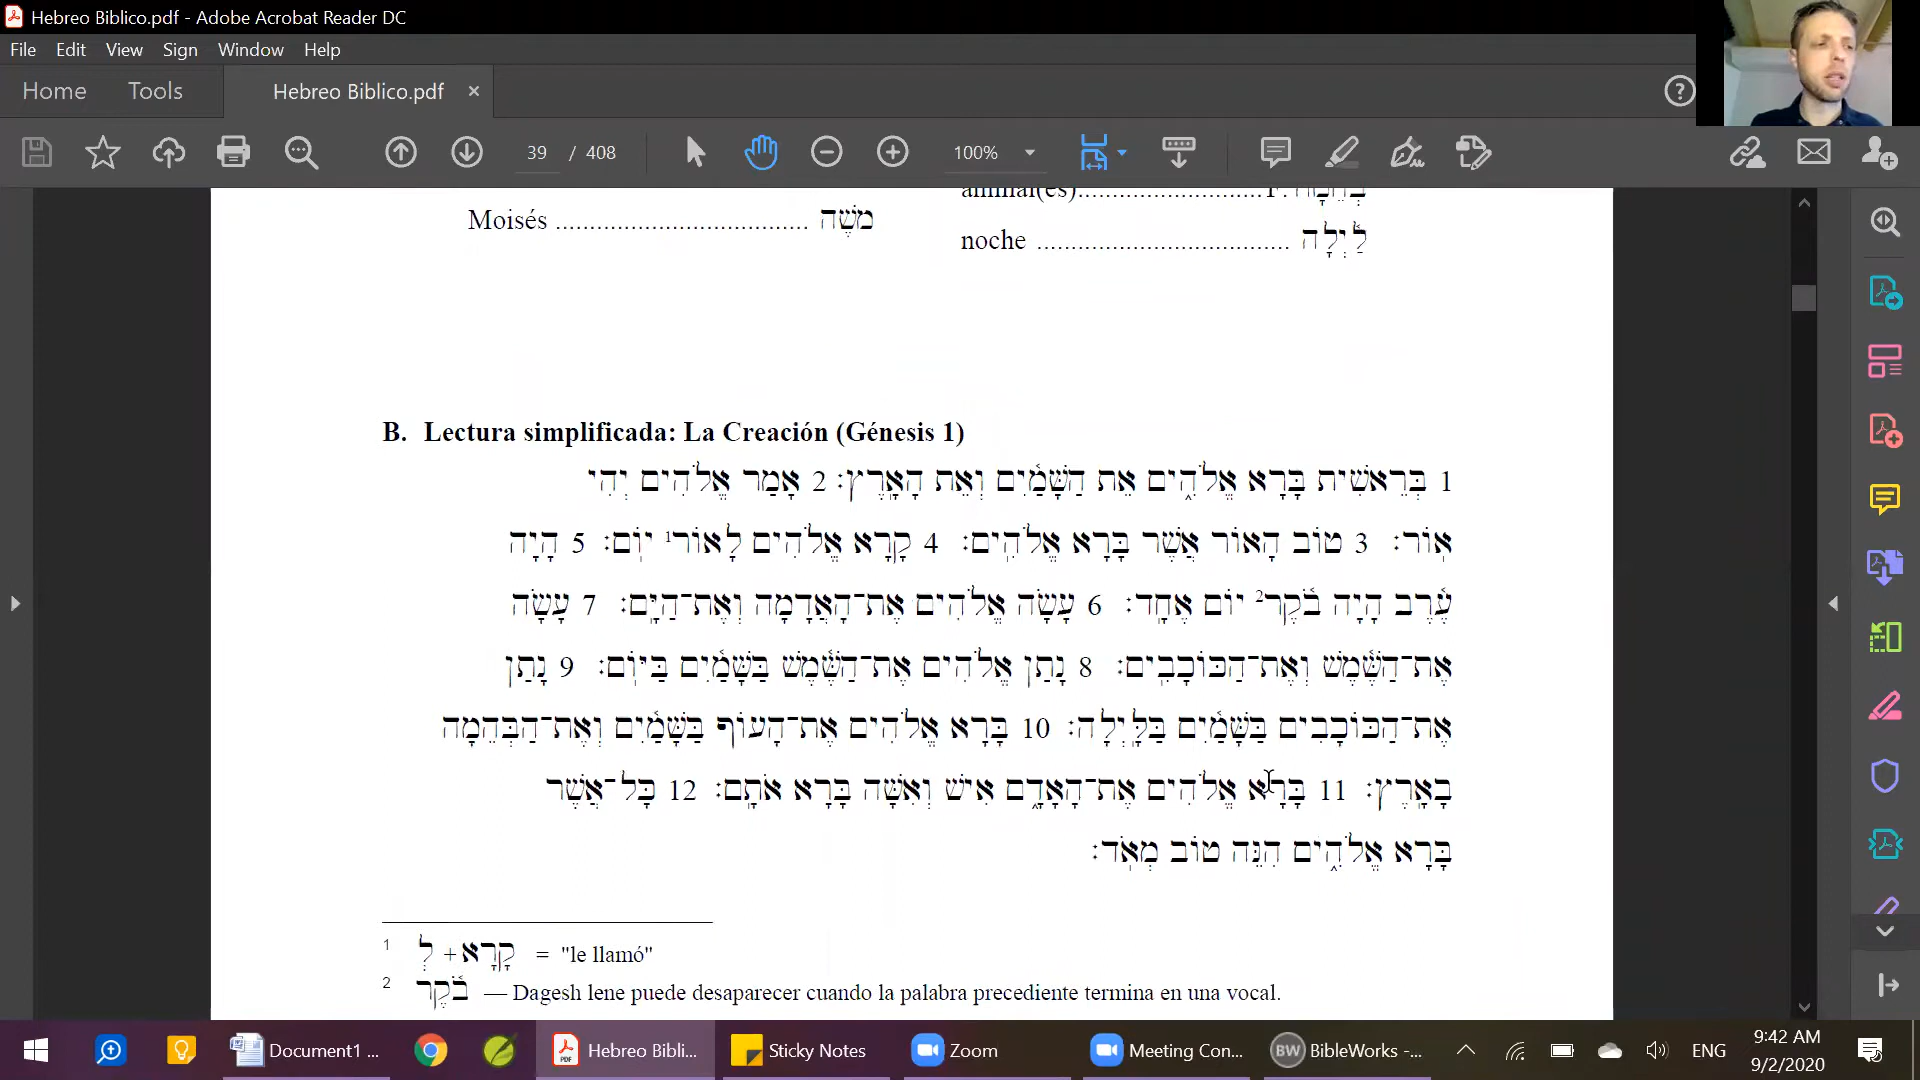 Hebreo Biblico.pdf - Adobe Acrobat Reader DC
File Edit View Sign Window Help
Home Tools Hebreo Biblico.pdf ×
39 / 408 100%
animal(es)
Moisés .................................... מֹשֶׁה
noche ..................................... לַ֫יְלָה
B. Lectura simplificada: La Creación (Génesis 1)
1 בְּרֵאשִׁית בָּרָא אֱלֹהִ֑ים אֵת הַשָּׁמַ֫יִם וְאֵת הָאָֽרֶץ׃ 2 אָמַר אֱלֹהִים יְהִי
אֽוֹר׃ 3 טוֹב הָאוֹר אֲשֶׁר בָּרָא אֱלֹהִֽים׃ 4 קָרָא אֱלֹהִים לָאוֹר¹ יֽוֹם׃ 5 הָיָה
עֶ֫רֶב הָיָה בֹ֫קֶר² יוֹם אֶחָֽד׃ 6 עָשָׂה אֱלֹהִים אֶת־הָאֲדָמָה וְאֶת־הַיָּֽם׃ 7 עָשָׂה
אֶת־הַשֶּׁ֫מֶשׁ וְאֶת־הַכּוֹכָבִֽים׃ 8 נָתַן אֱלֹהִים אֶת־הַשֶּׁ֫מֶשׁ בַּשָּׁמַ֫יִם בַּיּֽוֹם׃ 9 נָתַן
אֶת־הַכּוֹכָבִים בַּשָּׁמַ֫יִם בַּלָּֽיְלָה׃ 10 בָּרָא אֱלֹהִים אֶת־הָעוֹף בַּשָּׁמַ֫יִם וְאֶת־הַבְּהֵמָה
בָאָֽרֶץ׃ 11 בָּרָא אֱלֹהִים אֶת־הָאָדָ֑ם אִישׁ וְאִשָּׁה בָּרָא אֹתָֽם׃ 12 כָּל־אֲשֶׁר
בָּרָא אֱלֹהִ֑ים הִנֵּה טוֹב מְאֹֽד׃
1 קָרָא + לְ = "le llamó"
2 בֹ֫קֶר — Dagesh lene puede desaparecer cuando la palabra precediente termina en una vocal.
Document1 ... Hebreo Bibli... Sticky Notes Zoom Meeting Con... BW BibleWorks -... ENG 9:42 AM
9/2/2020